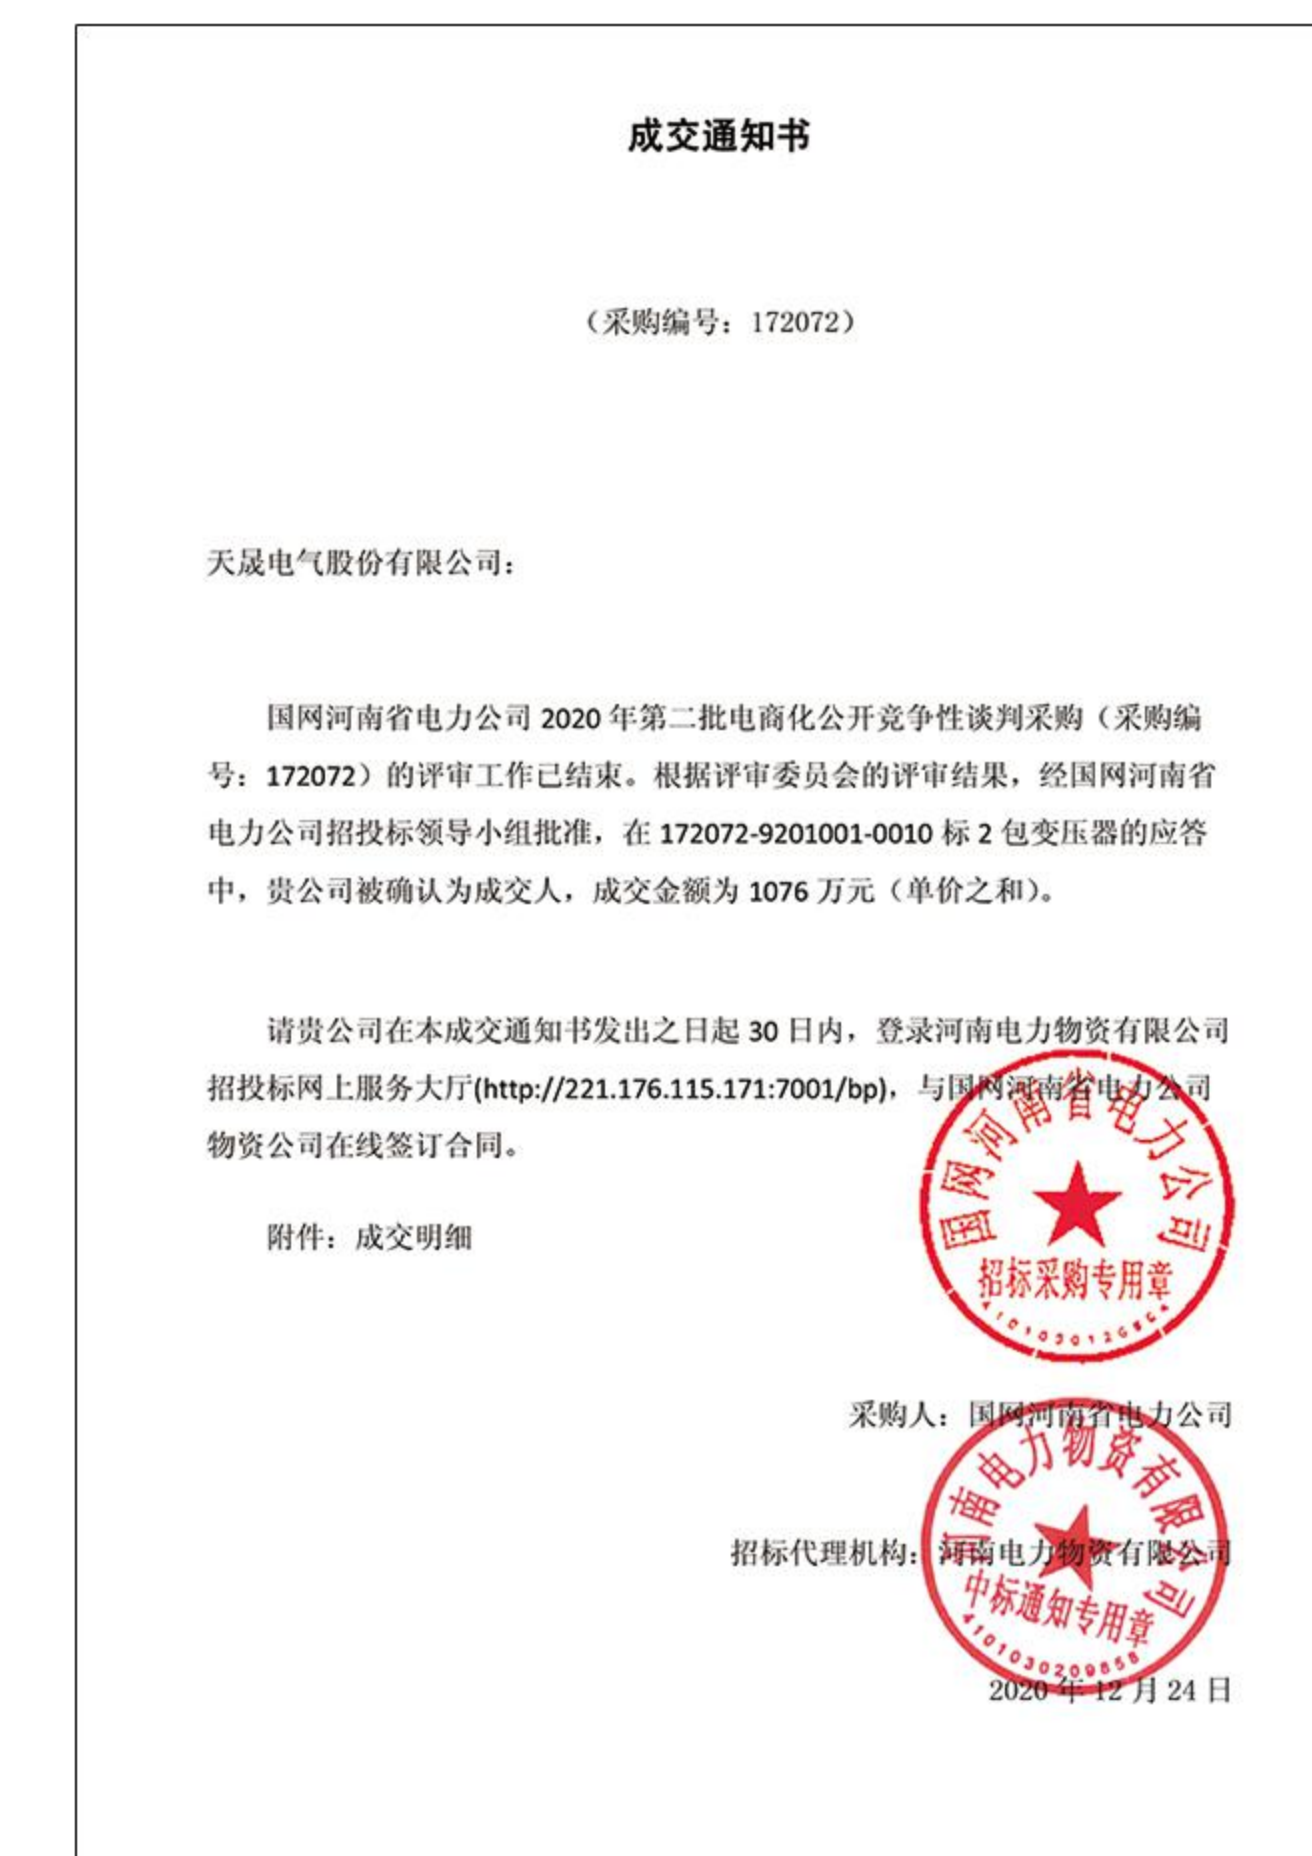 成交通知书
（采购编号：172072）
天晟电气股份有限公司：
国网河南省电力公司 2020 年第二批电商化公开竞争性谈判采购（采购编
号：172072）的评审工作已结束。根据评审委员会的评审结果，经国网河南省
电力公司招投标领导小组批准，在 172072-9201001-0010 标 2 包变压器的应答
中，贵公司被确认为成交人，成交金额为 1076 万元（单价之和）。
请贵公司在本成交通知书发出之日起 30 日内，登录河南电力物资有限公司
招投标网上服务大厅(http://221.176.115.171:7001/bp)，与国网河南省电力公司
物资公司在线签订合同。
附件：成交明细
国网河南省电力公司
招标采购专用章
采购人：国网河南省电力公司
河南电力物资有限公司
招标代理机构：河南电力物资有限公司
中标通知专用章
4101030209858
2020 年 12 月 24 日